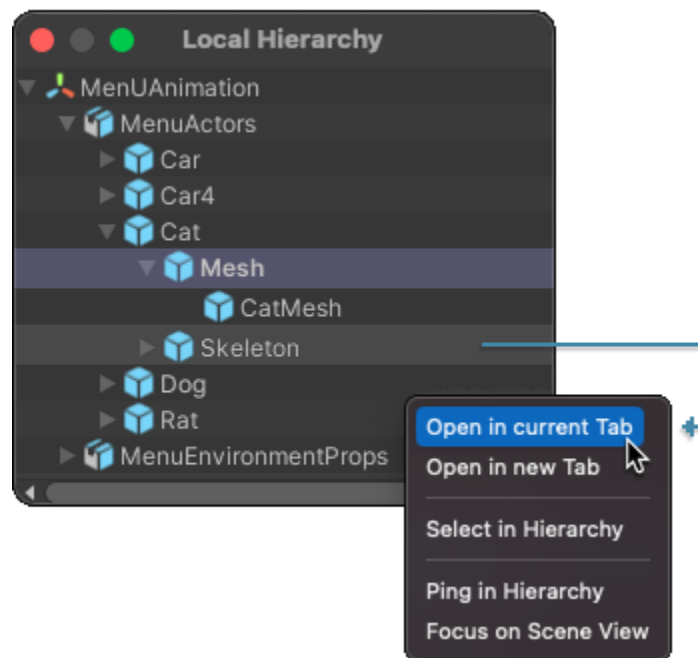 Local Hierarchy
MenUAnimation
MenuActors
Car
Car4
Cat
Mesh
CatMesh
Skeleton
Dog
Rat
MenuEnvironmentProps
Open in current Tab
Open in new Tab
Select in Hierarchy
Ping in Hierarchy
Focus on Scene View